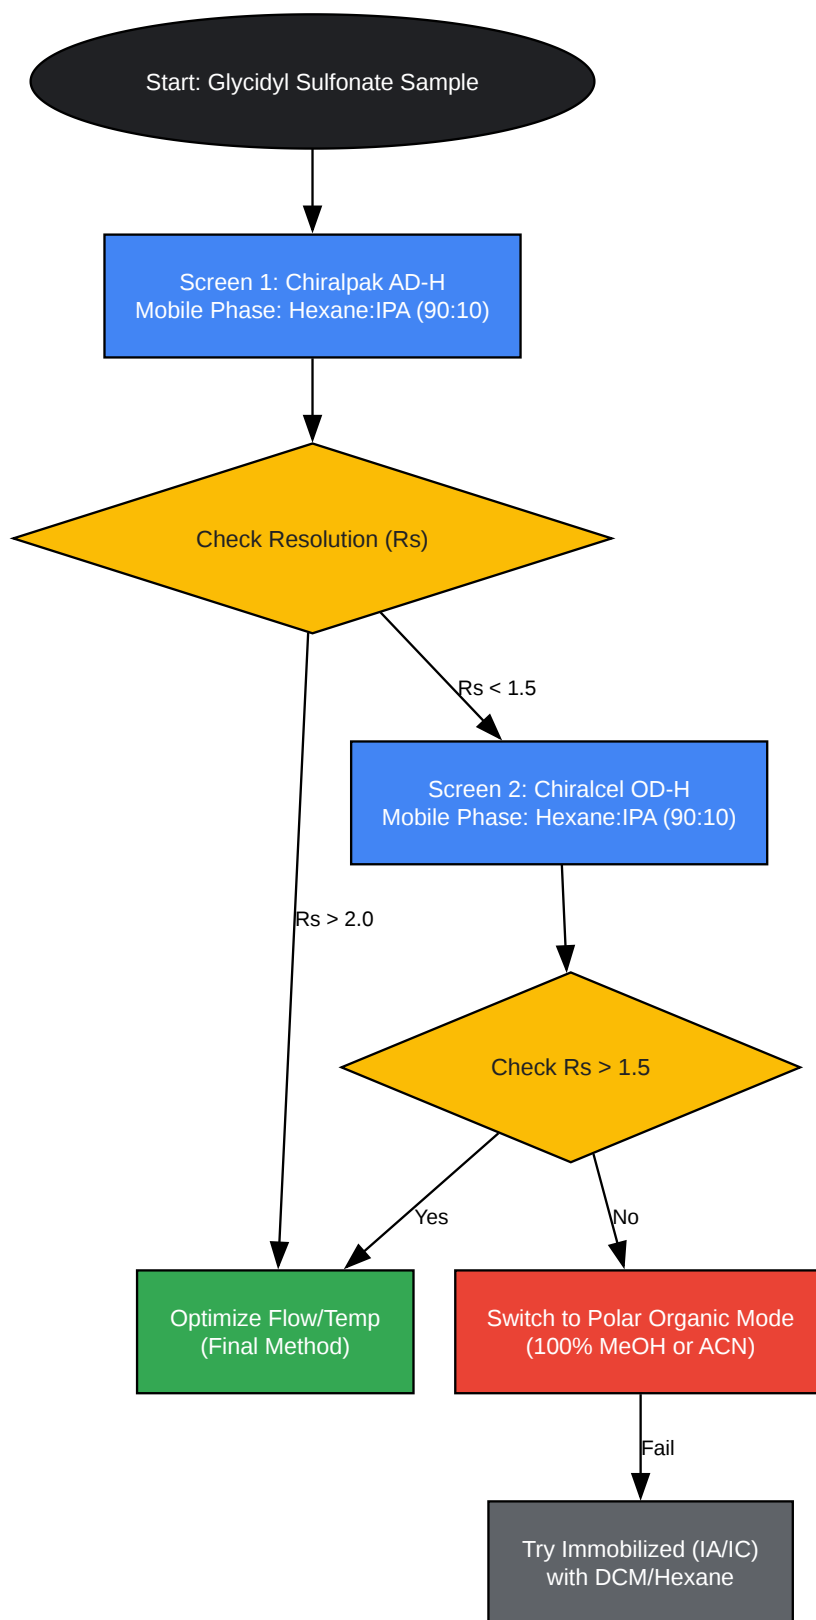 Start: Glycidyl Sulfonate Sample
Screen 1: Chiralpak AD-H
Mobile Phase: Hexane:IPA (90:10)
Check Resolution (Rs)
Rs < 1.5
Screen 2: Chiralcel OD-H
Mobile Phase: Hexane:IPA (90:10)
Rs > 2.0
Check Rs > 1.5
Yes
No
Optimize Flow/Temp
(Final Method)
Switch to Polar Organic Mode
(100% MeOH or ACN)
Fail
Try Immobilized (IA/IC)
with DCM/Hexane